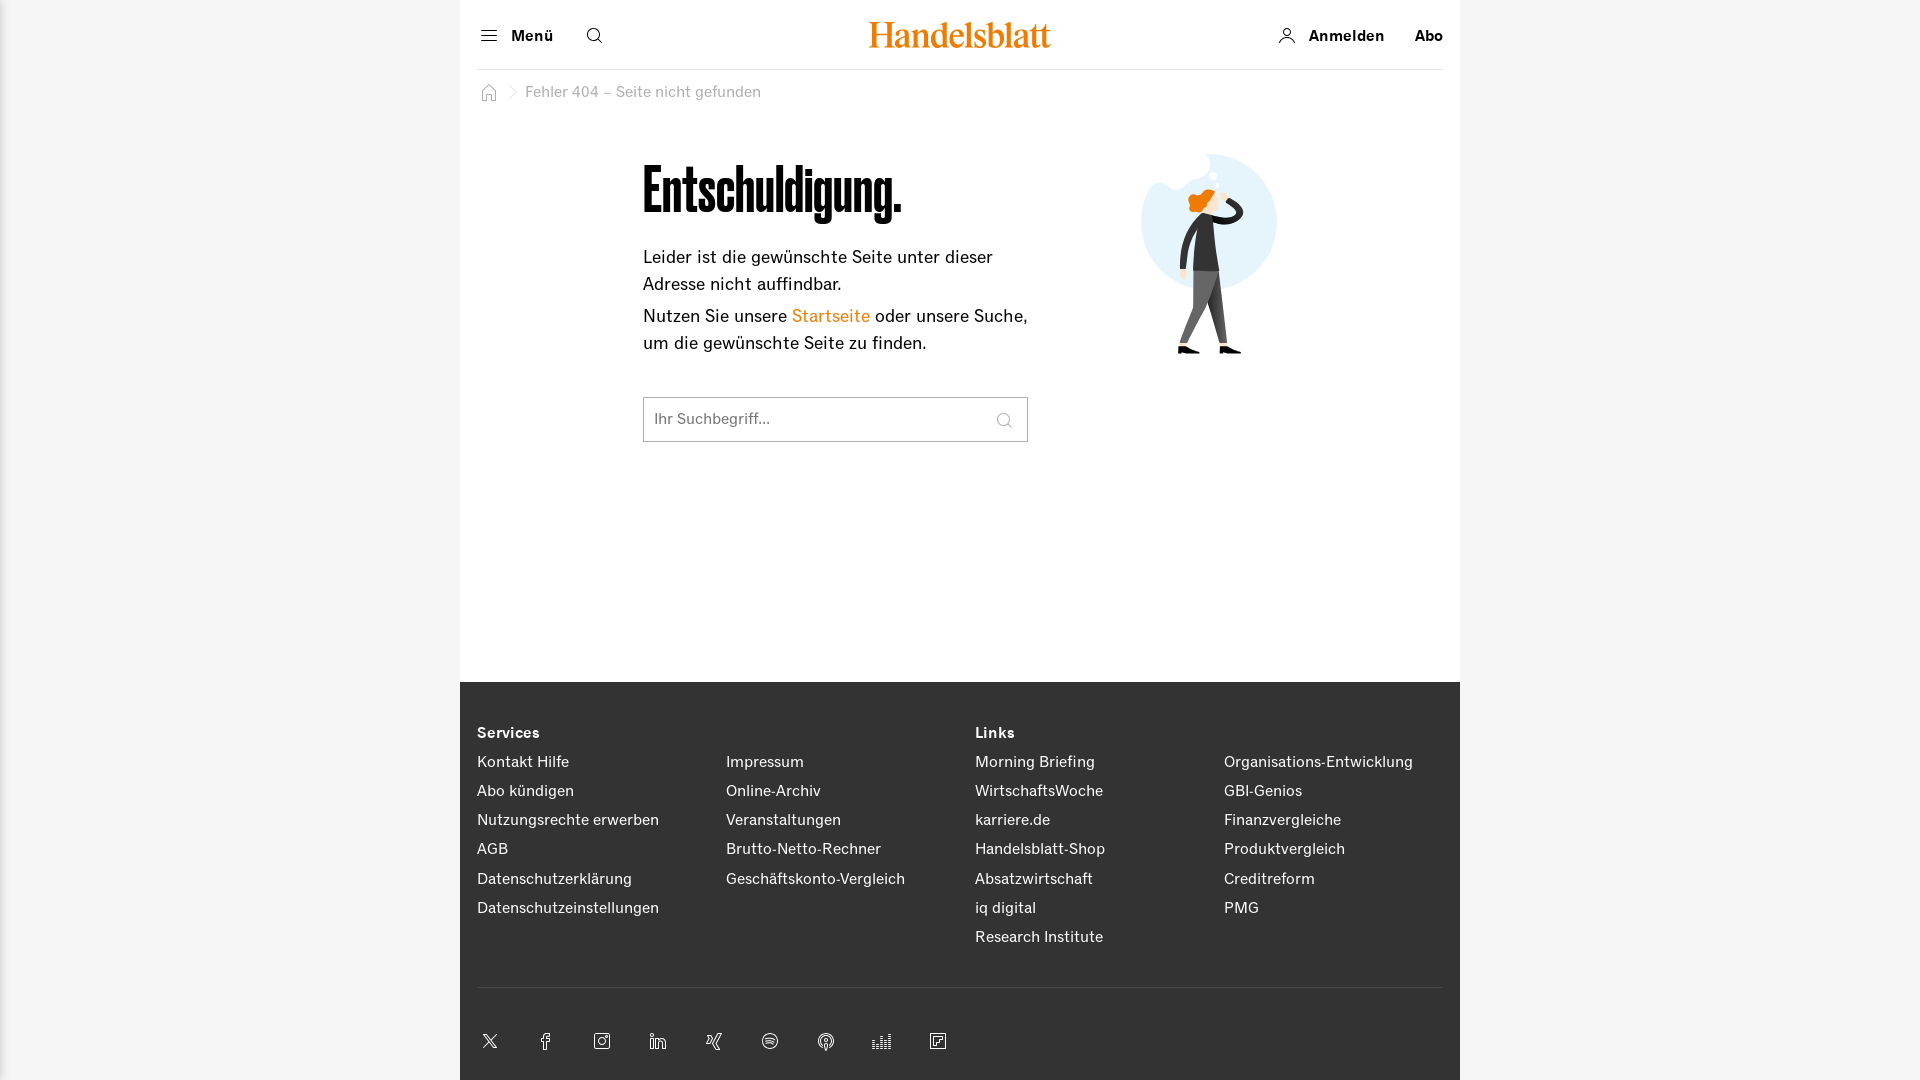 Menü
Handelsblatt
Anmelden
Abo
Fehler 404 – Seite nicht gefunden
Entschuldigung.
Leider ist die gewünschte Seite unter dieser
Adresse nicht auffindbar.
Nutzen Sie unsere Startseite oder unsere Suche,
um die gewünschte Seite zu finden.
Ihr Suchbegriff...
Services
Kontakt Hilfe
Abo kündigen
Nutzungsrechte erwerben
AGB
Datenschutzerklärung
Datenschutzeinstellungen
Impressum
Online-Archiv
Veranstaltungen
Brutto-Netto-Rechner
Geschäftskonto-Vergleich
Links
Morning Briefing
WirtschaftsWoche
karriere.de
Handelsblatt-Shop
Absatzwirtschaft
iq digital
Research Institute
Organisations-Entwicklung
GBI-Genios
Finanzvergleiche
Produktvergleich
Creditreform
PMG